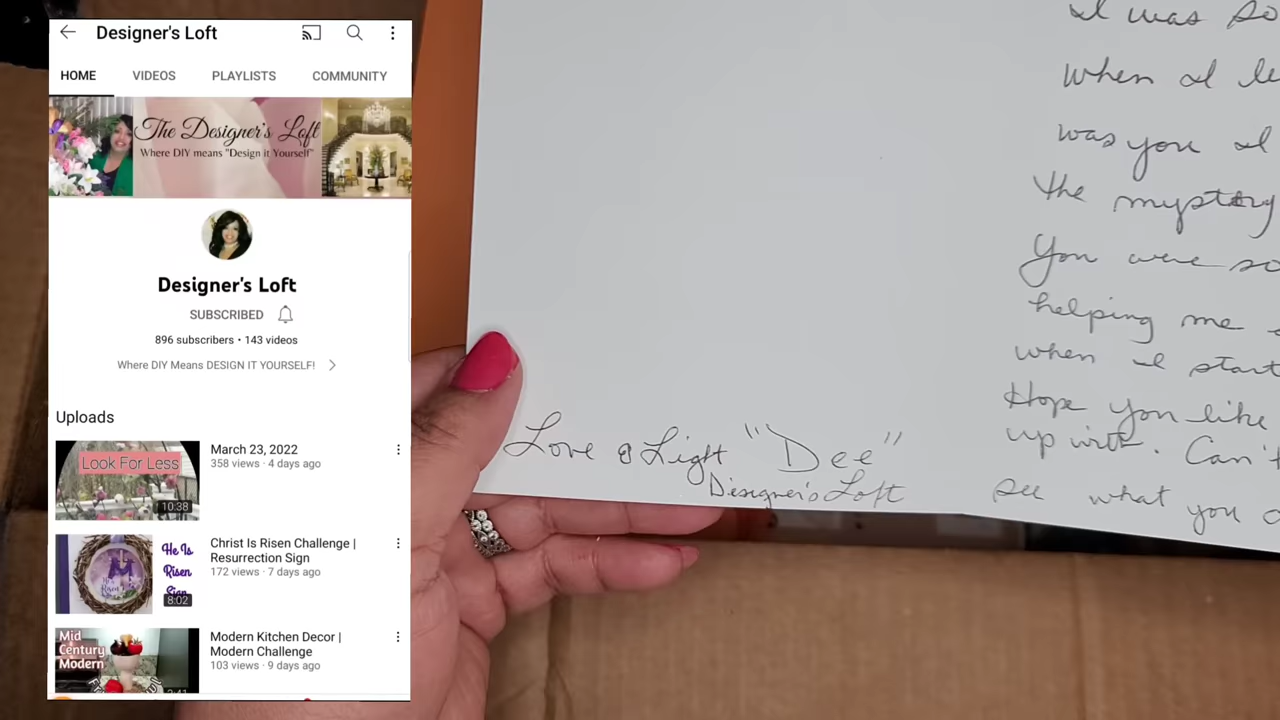 Designer's Loft
HOME VIDEOS PLAYLISTS COMMUNITY
The Designer's Loft
Where DIY means "Design it Yourself"
Designer's Loft
SUBSCRIBED
896 subscribers • 143 videos
Where DIY Means DESIGN IT YOURSELF!
Uploads
Look For Less
10:38
March 23, 2022
358 views · 4 days ago
He Is
Risen
Sign
8:02
Christ Is Risen Challenge |
Resurrection Sign
172 views · 7 days ago
Mid
Century
Modern
Modern Kitchen Decor |
Modern Challenge
103 views · 9 days ago
I was so
when I le
was you I
the mystery
You were so
helping me
when I start
Hope you like
up with. Can't
see what you
Love & Light "Dee"
Designer's Loft